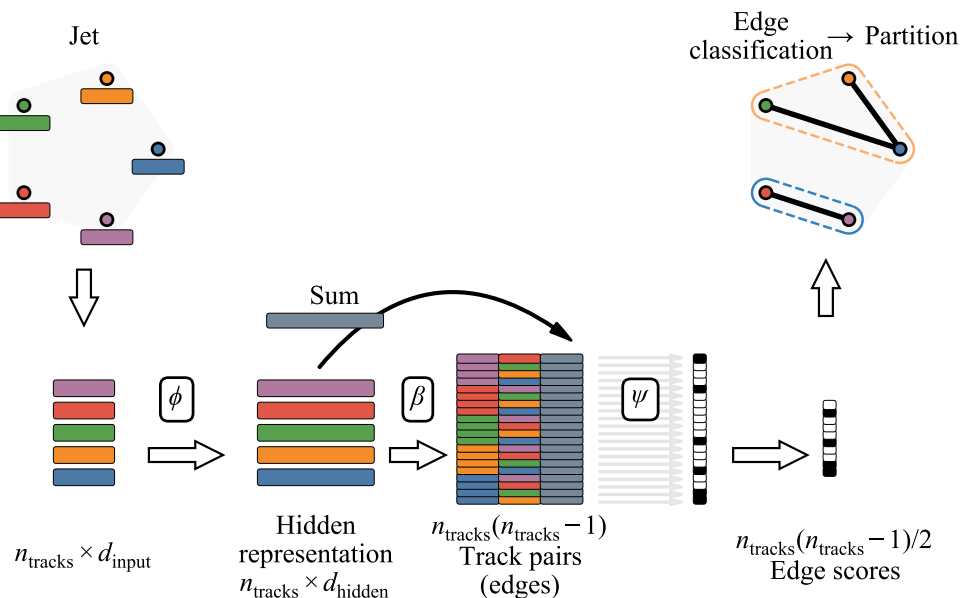 Jet
Edge
classification → Partition
Sum
ϕ
β
ψ
n_tracks × d_input
Hidden
representation
n_tracks × d_hidden
n_tracks(n_tracks − 1)
Track pairs
(edges)
n_tracks(n_tracks − 1)/2
Edge scores